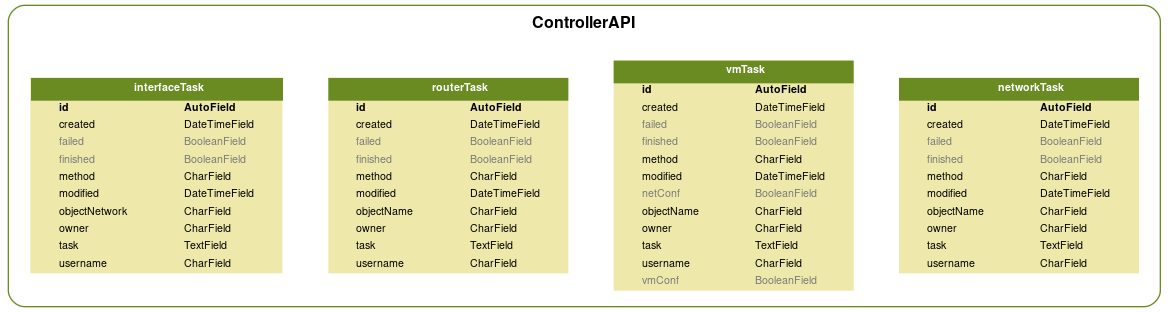 ControllerAPI
interfaceTask
id AutoField
created DateTimeField
failed BooleanField
finished BooleanField
method CharField
modified DateTimeField
objectNetwork CharField
owner CharField
task TextField
username CharField
routerTask
id AutoField
created DateTimeField
failed BooleanField
finished BooleanField
method CharField
modified DateTimeField
objectName CharField
owner CharField
task TextField
username CharField
vmTask
id AutoField
created DateTimeField
failed BooleanField
finished BooleanField
method CharField
modified DateTimeField
netConf BooleanField
objectName CharField
owner CharField
task TextField
username CharField
vmConf BooleanField
networkTask
id AutoField
created DateTimeField
failed BooleanField
finished BooleanField
method CharField
modified DateTimeField
objectName CharField
owner CharField
task TextField
username CharField